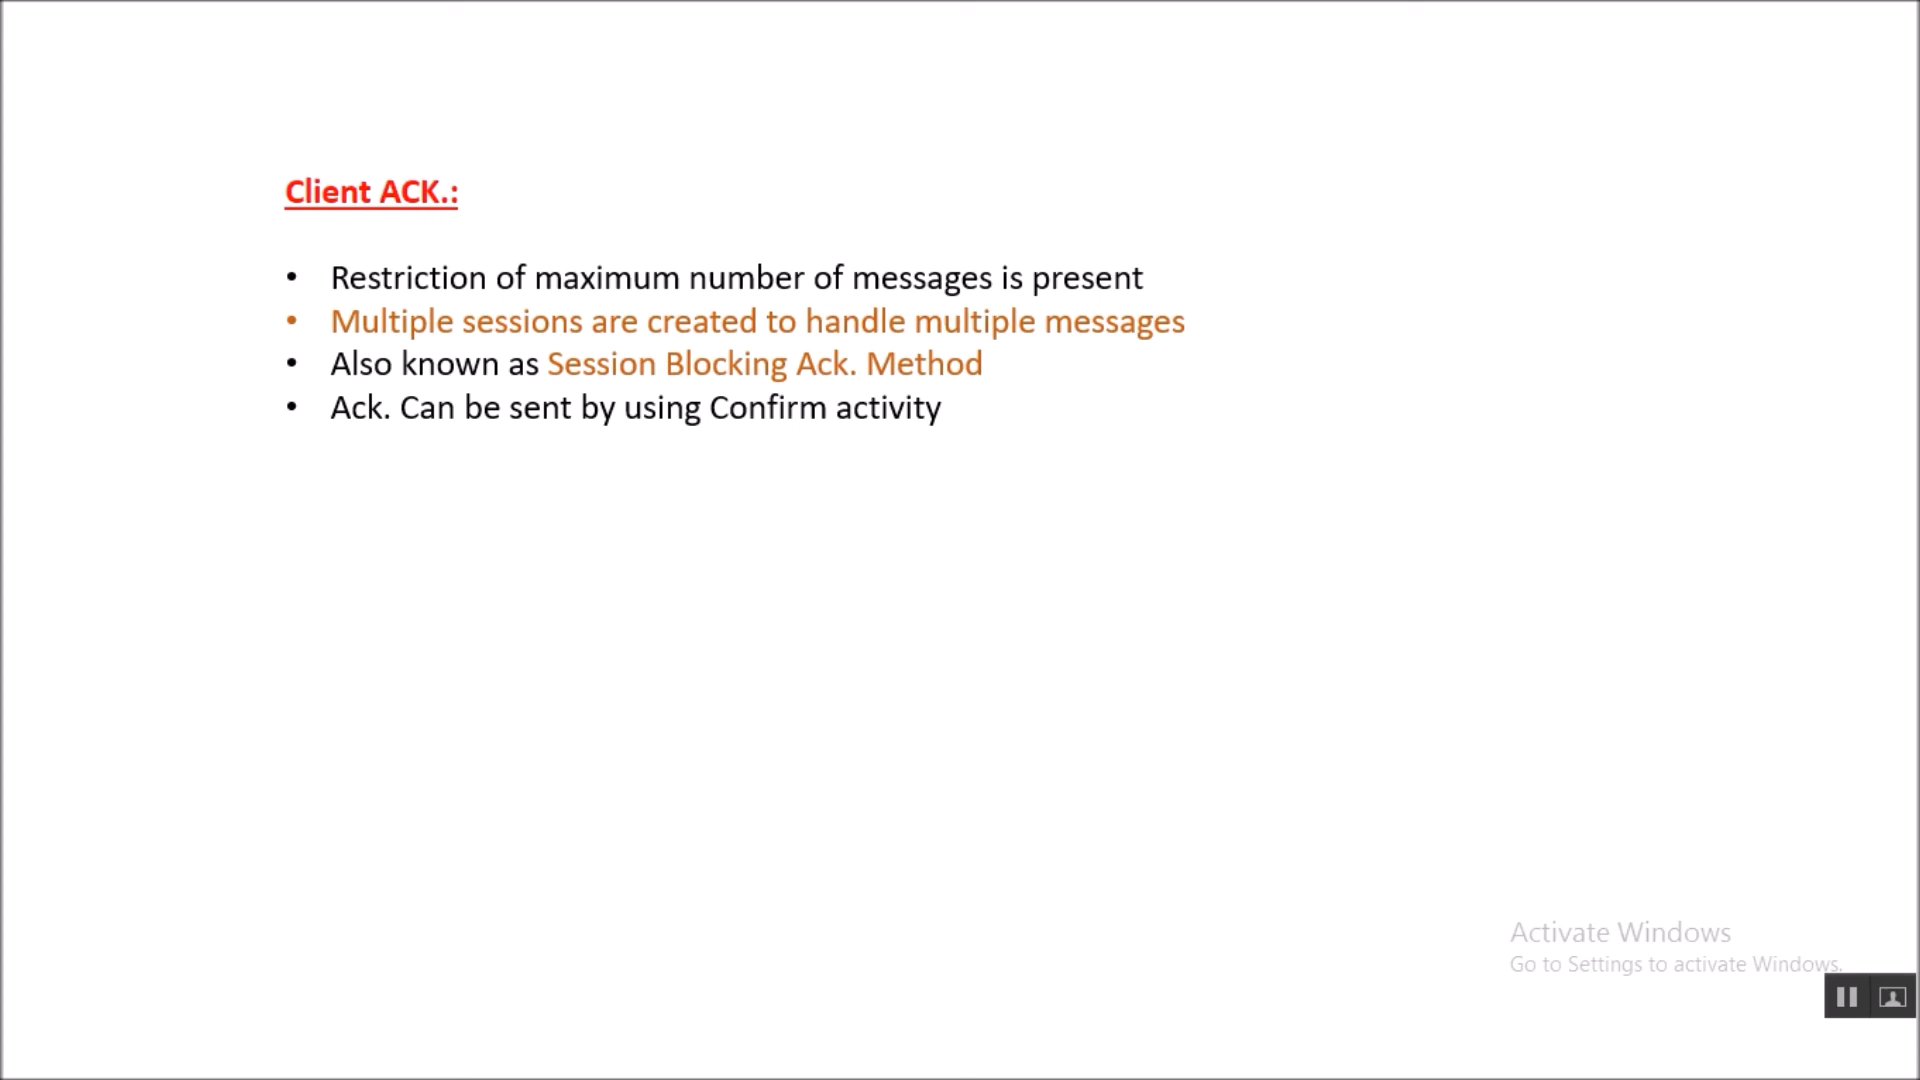 Client ACK.:
• Restriction of maximum number of messages is present
• Multiple sessions are created to handle multiple messages
• Also known as Session Blocking Ack. Method
• Ack. Can be sent by using Confirm activity
Activate Windows
Go to Settings to activate Windows.